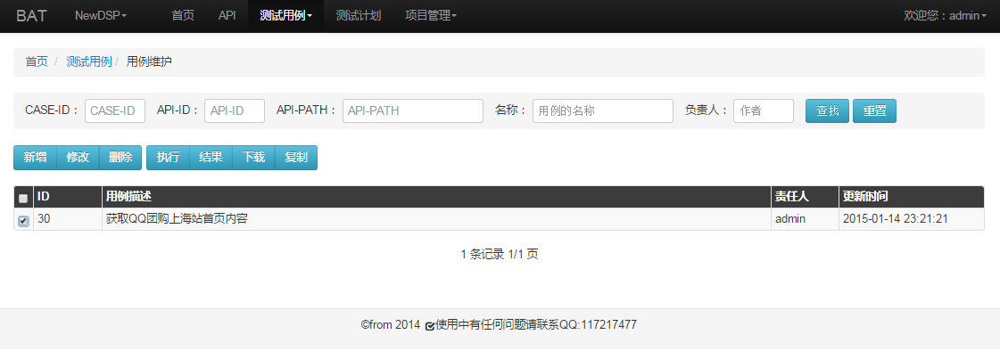 BAT NewDSP 首页 API 测试用例 测试计划 项目管理 欢迎您：admin
首页 / 测试用例 / 用例维护
CASE-ID： CASE-ID API-ID： API-ID API-PATH： API-PATH 名称： 用例的名称 负责人： 作者 查找 重置
新增 修改 删除 执行 结果 下载 复制
ID 用例描述 责任人 更新时间
30 获取QQ团购上海站首页内容 admin 2015-01-14 23:21:21
1 条记录 1/1 页
©from 2014 使用中有任何问题请联系QQ:117217477